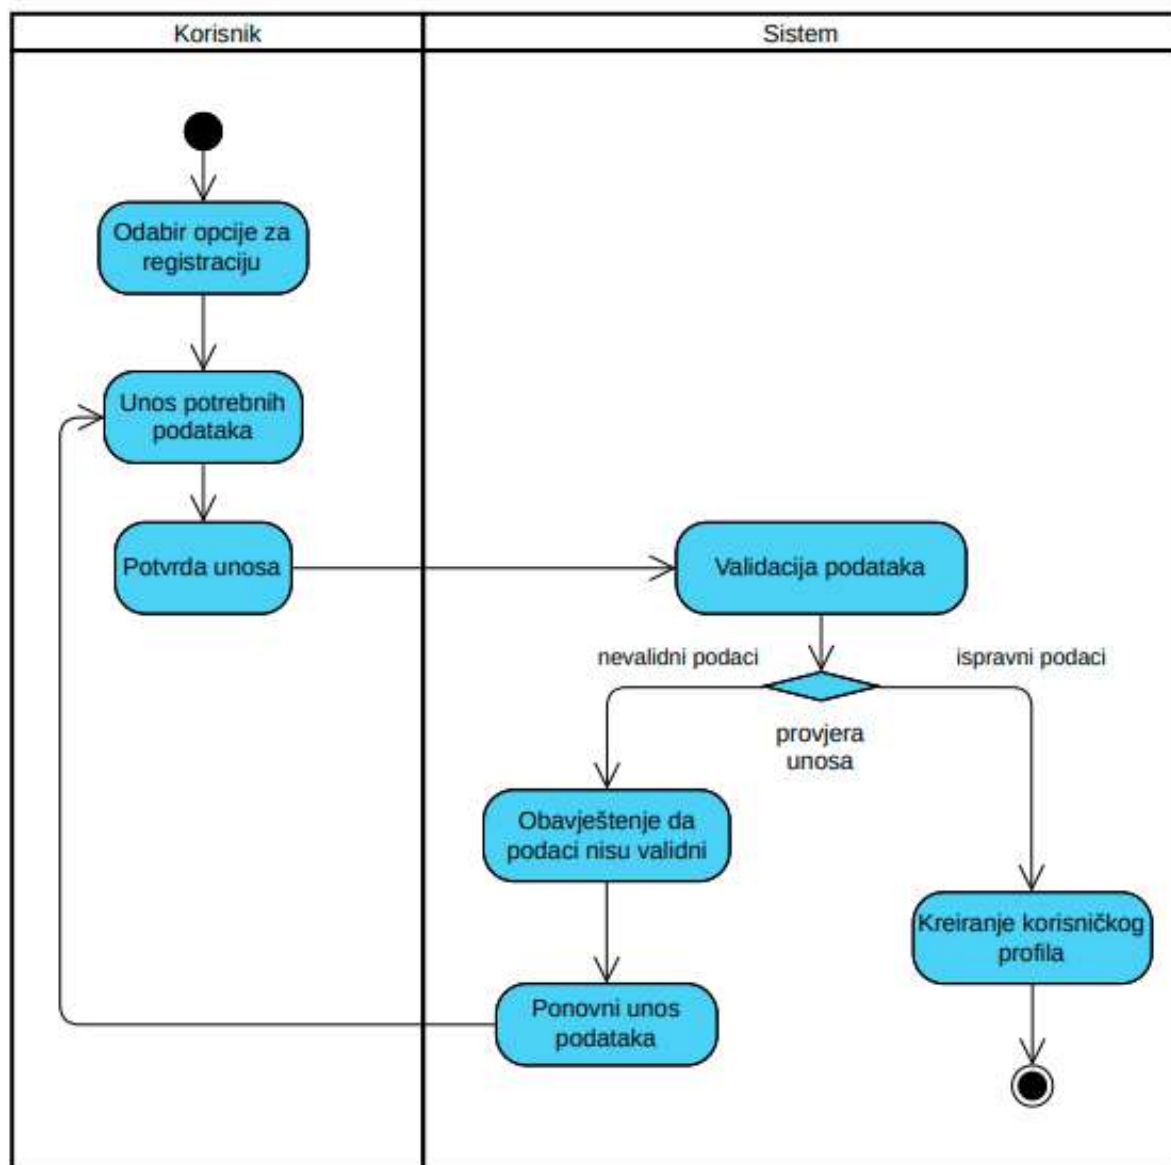 Korisnik
Sistem
Odabir opcije za
registraciju
Unos potrebnih
podataka
Potvrda unosa
Validacija podataka
nevalidni podaci
ispravni podaci
provjera
unosa
Obavještenje da
podaci nisu validni
Kreiranje korisničkog
profila
Ponovni unos
podataka